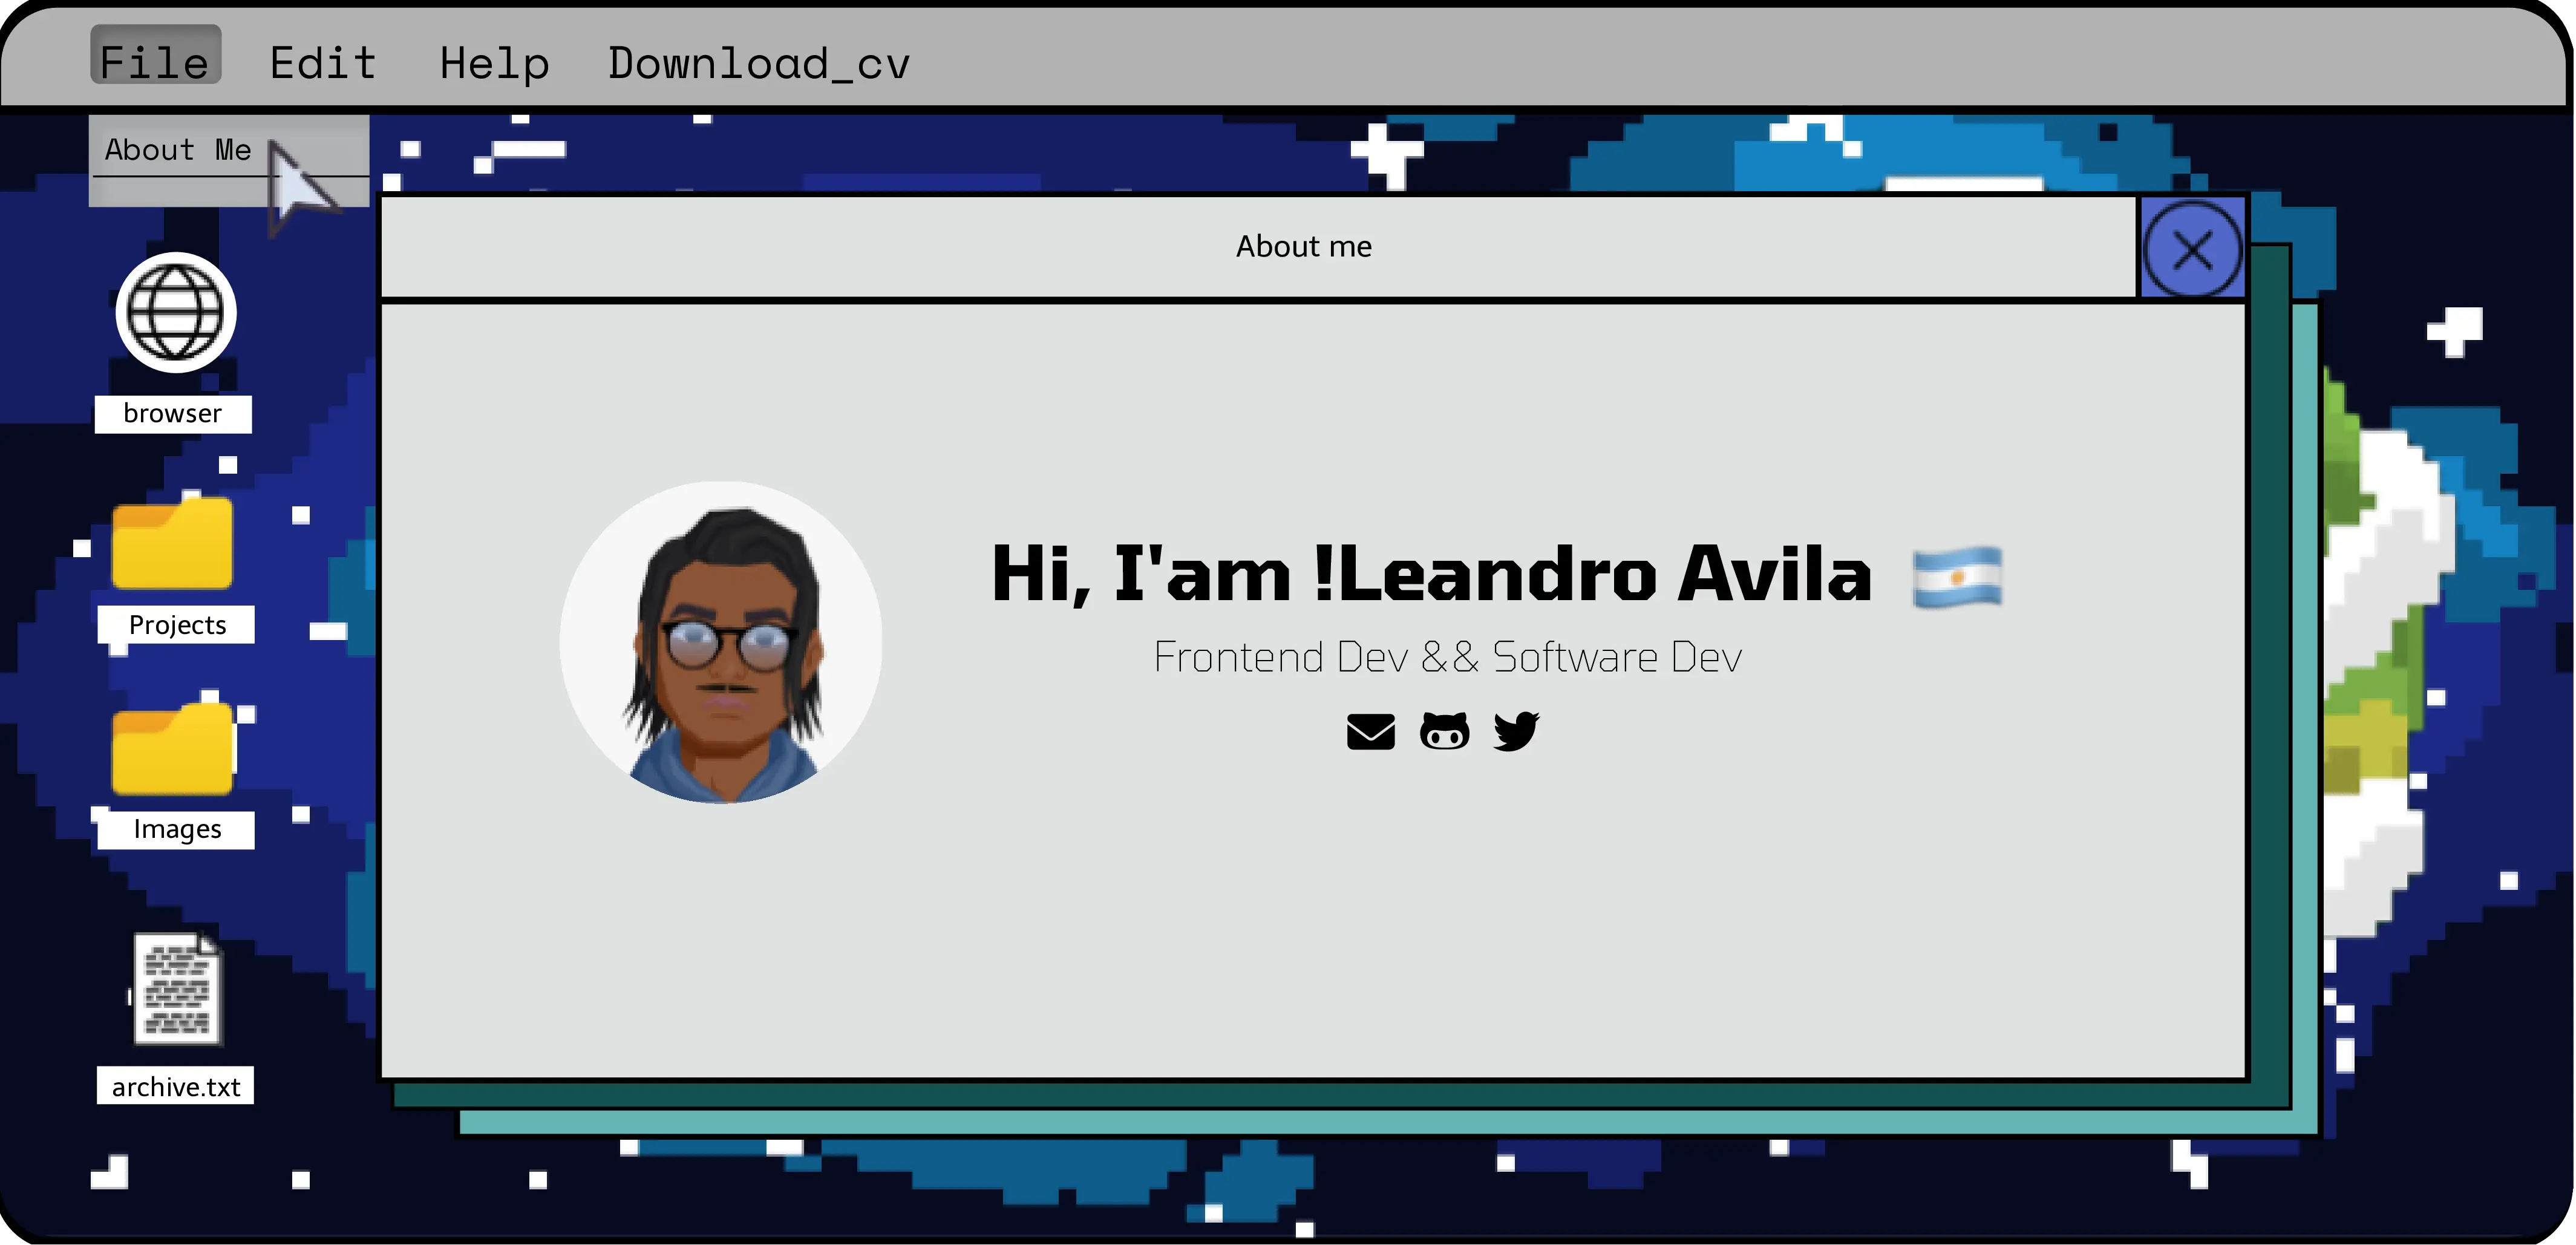 File Edit Help Download_cv
About Me
About me
browser
Projects
Images
archive.txt
Hi, I'am !Leandro Avila 🇦🇷
Frontend Dev && Software Dev